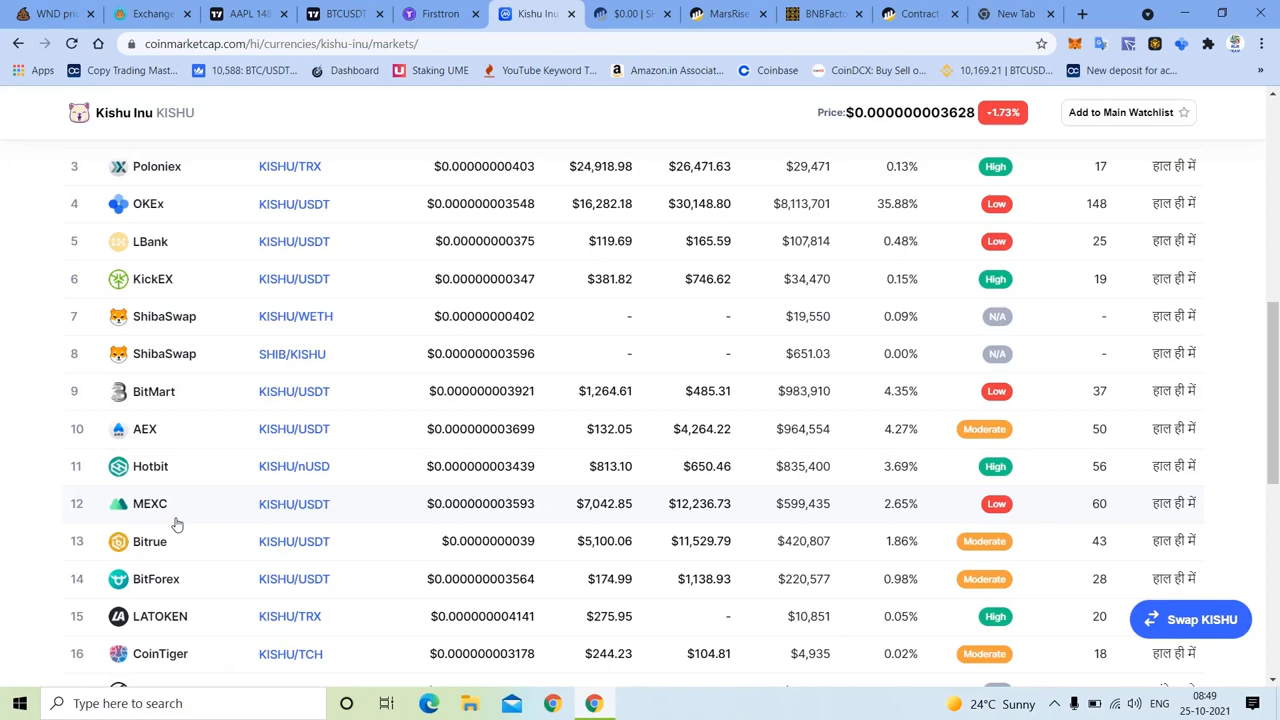 WD
AAPL 148
BTCUSDT
Firstron
Kishu Inu
$0.00 | S
MarsRise
BNBFacto
Contract
Sunny Tab
coinmarketcap.com/hi/currencies/kishu-inu/markets/
Apps Copy Trading Mast... 10,588: BTC/USDT... Dashboard Staking UME YouTube Keyword T... Amazon.in Associat... Coinbase CoinDCX: Buy Sell o... 10,169.21 | BTCUSD... New deposit for ac... »
Kishu Inu KISHU Price:$0.000000003628 -1.73% Add to Main Watchlist
3 Poloniex KISHU/TRX $0.00000000403 $24,918.98 $26,471.63 $29,471 0.13% High 17 हाल ही में
4 OKEx KISHU/USDT $0.000000003548 $16,282.18 $30,148.80 $8,113,701 35.88% Low 148 हाल ही में
5 LBank KISHU/USDT $0.00000000375 $119.69 $165.59 $107,814 0.48% Low 25 हाल ही में
6 KickEX KISHU/USDT $0.00000000347 $381.82 $746.62 $34,470 0.15% High 19 हाल ही में
7 ShibaSwap KISHU/WETH $0.00000000402 - - $19,550 0.09% N/A - हाल ही में
8 ShibaSwap SHIB/KISHU $0.000000003596 - - $651.03 0.00% N/A - हाल ही में
9 BitMart KISHU/USDT $0.000000003921 $1,264.61 $485.31 $983,910 4.35% Low 37 हाल ही में
10 AEX KISHU/USDT $0.000000003699 $132.05 $4,264.22 $964,554 4.27% Moderate 50 हाल ही में
11 Hotbit KISHU/nUSD $0.000000003439 $813.10 $650.46 $835,400 3.69% High 56 हाल ही में
12 MEXC KISHU/USDT $0.000000003593 $7,042.85 $12,236.73 $599,435 2.65% Low 60 हाल ही में
13 Bitrue KISHU/USDT $0.0000000039 $5,100.06 $11,529.79 $420,807 1.86% Moderate 43 हाल ही में
14 BitForex KISHU/USDT $0.000000003564 $174.99 $1,138.93 $220,577 0.98% Moderate 28 हाल ही में
15 LATOKEN KISHU/TRX $0.000000004141 $275.95 - $10,851 0.05% High 20 हाल ही में
Swap KISHU
16 CoinTiger KISHU/TCH $0.000000003178 $244.23 $104.81 $4,935 0.02% Moderate 18 हाल ही में
Type here to search 24°C Sunny ENG 08:49
25-10-2021